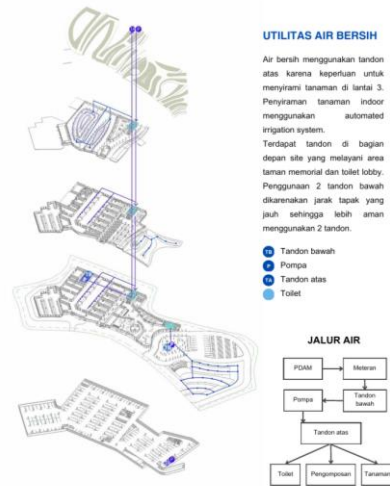 UTILITAS AIR BERSIH
Air bersih menggunakan tandon
atas karena keperluan untuk
menyirami tanaman di lantai 3.
Penyiraman tanaman indoor
menggunakan automated
irrigation system.
Terdapat tandon di bagian
depan site yang melayani area
taman memorial dan toilet lobby.
Penggunaan 2 tandon bawah
dikarenakan jarak tapak yang
jauh sehingga lebih aman
menggunakan 2 tandon.
TB Tandon bawah
P Pompa
TA Tandon atas
Toilet
JALUR AIR
PDAM
Meteran
Pompa
Tandon
bawah
Tandon atas
Toilet
Pengomposan
Tanaman